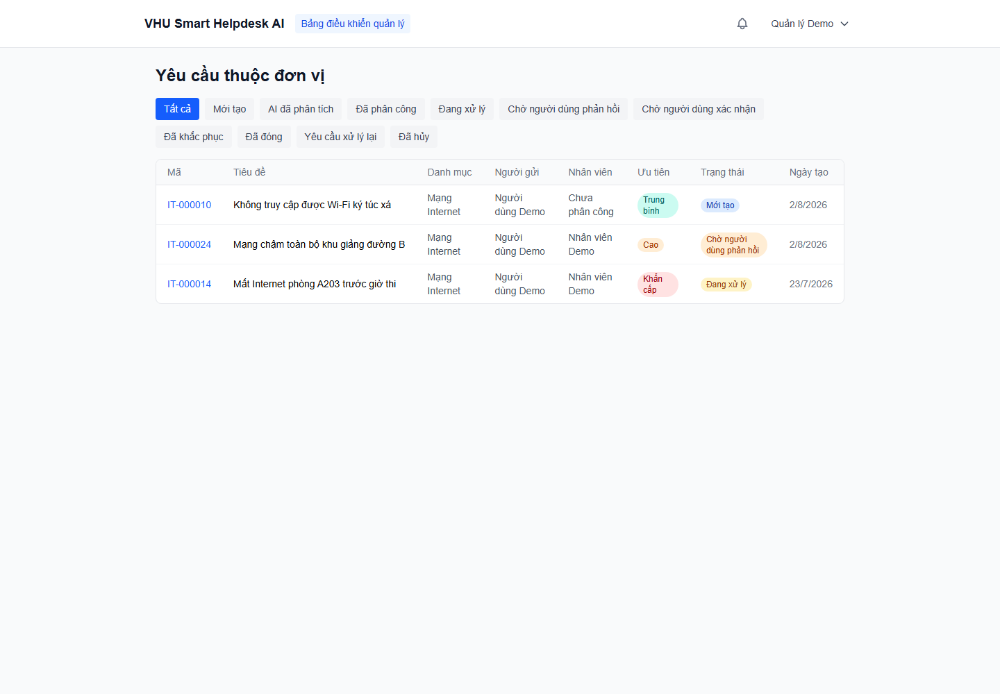 VHU Smart Helpdesk AI
Bảng điều khiển quản lý
Quản lý Demo
Yêu cầu thuộc đơn vị
Tất cả
Mới tạo
AI đã phân tích
Đã phân công
Đang xử lý
Chờ người dùng phản hồi
Chờ người dùng xác nhận
Đã khắc phục
Đã đóng
Yêu cầu xử lý lại
Đã hủy
Mã Tiêu đề Danh mục Người gửi Nhân viên Ưu tiên Trạng thái Ngày tạo
IT-000010
Không truy cập được Wi-Fi ký túc xá
Mạng
Internet
Người
dùng Demo
Chưa
phân công
Trung
bình
Mới tạo
2/8/2026
IT-000024
Mạng chậm toàn bộ khu giảng đường B
Mạng
Internet
Người
dùng Demo
Nhân viên
Demo
Cao
Chờ người
dùng phản hồi
2/8/2026
IT-000014
Mất Internet phòng A203 trước giờ thi
Mạng
Internet
Người
dùng Demo
Nhân viên
Demo
Khẩn
cấp
Đang xử lý
23/7/2026